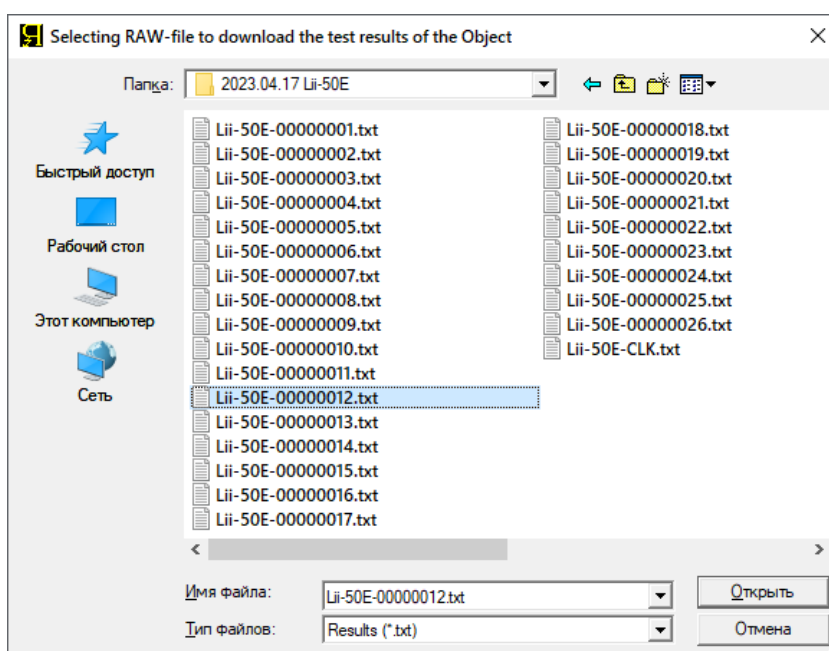 Selecting RAW-file to download the test results of the Object
Папка: 2023.04.17 Lii-50E
Быстрый доступ
Рабочий стол
Этот компьютер
Сеть
Lii-50E-00000001.txt
Lii-50E-00000002.txt
Lii-50E-00000003.txt
Lii-50E-00000004.txt
Lii-50E-00000005.txt
Lii-50E-00000006.txt
Lii-50E-00000007.txt
Lii-50E-00000008.txt
Lii-50E-00000009.txt
Lii-50E-00000010.txt
Lii-50E-00000011.txt
Lii-50E-00000012.txt
Lii-50E-00000013.txt
Lii-50E-00000014.txt
Lii-50E-00000015.txt
Lii-50E-00000016.txt
Lii-50E-00000017.txt
Lii-50E-00000018.txt
Lii-50E-00000019.txt
Lii-50E-00000020.txt
Lii-50E-00000021.txt
Lii-50E-00000022.txt
Lii-50E-00000023.txt
Lii-50E-00000024.txt
Lii-50E-00000025.txt
Lii-50E-00000026.txt
Lii-50E-CLK.txt
Имя файла: Lii-50E-00000012.txt Открыть
Тип файлов: Results (*.txt) Отмена